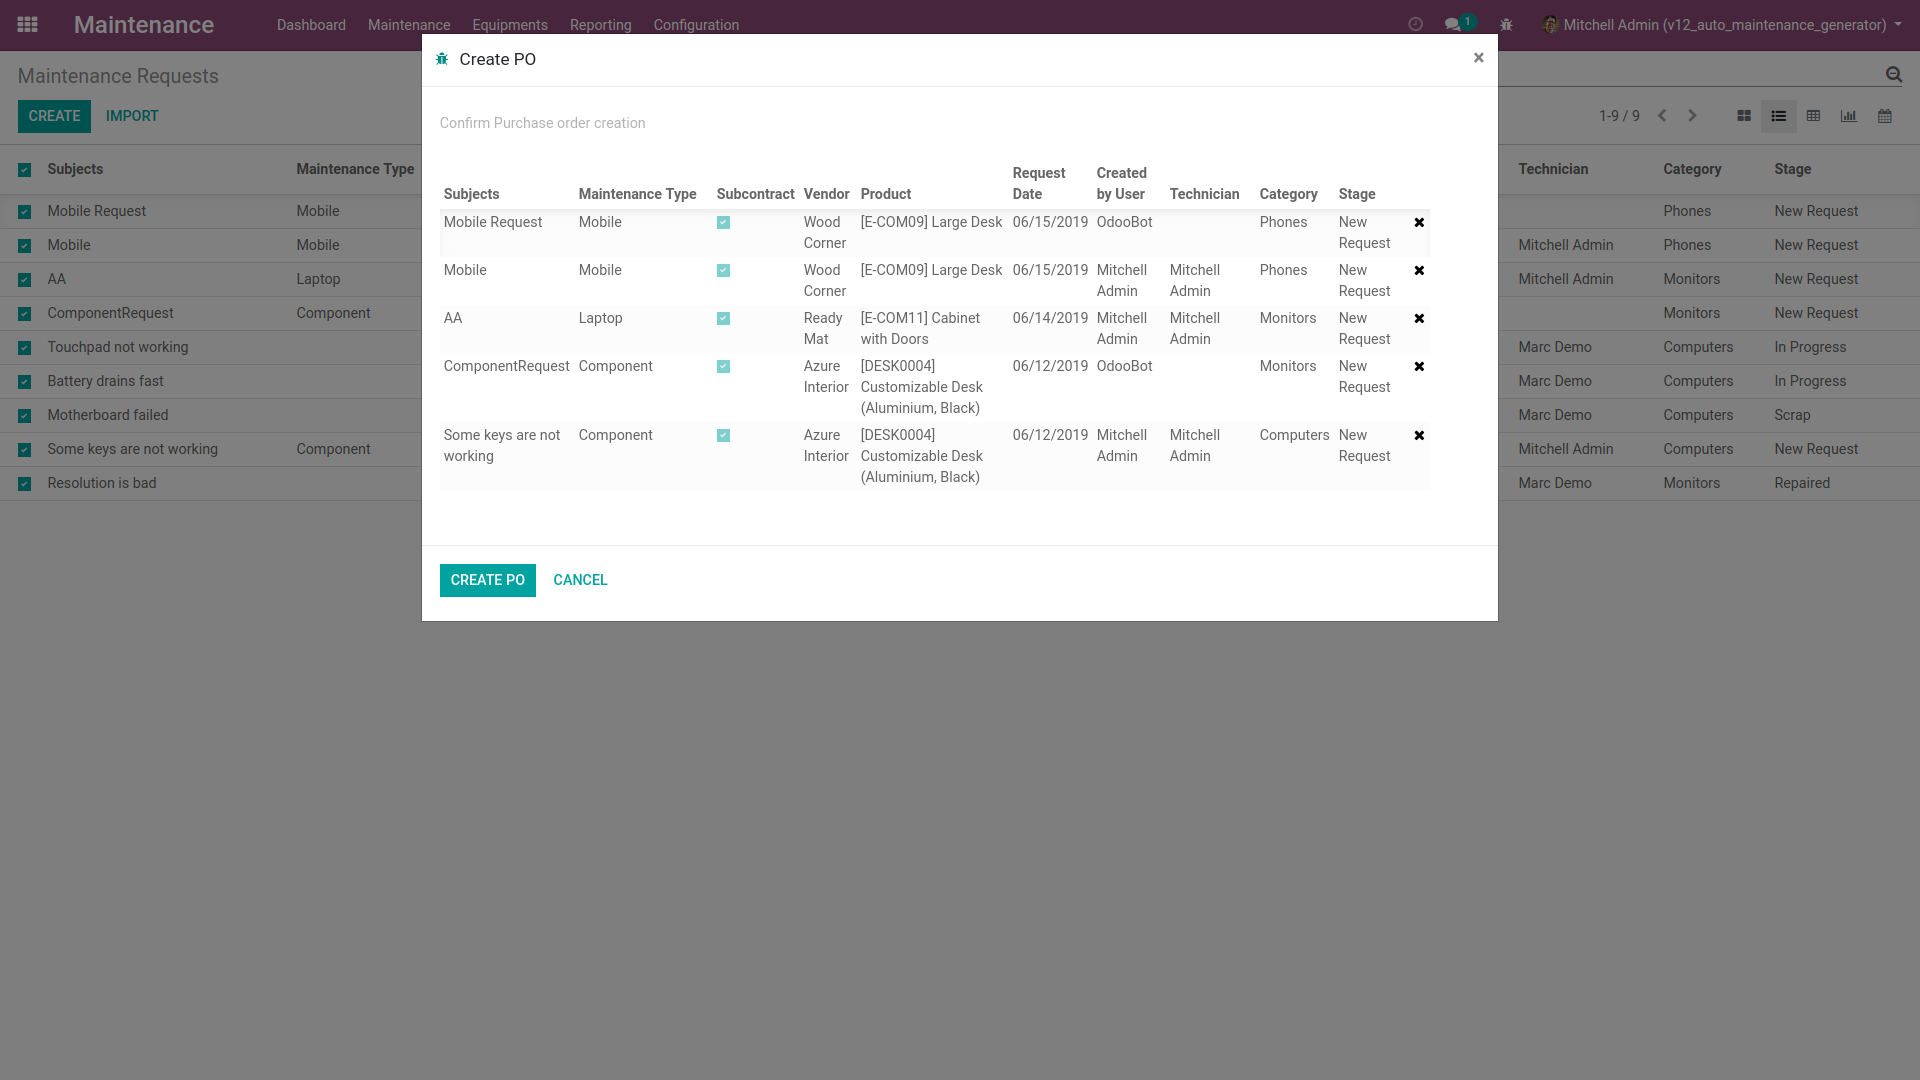 Maintenance Dashboard Maintenance Equipments Reporting Configuration 1 Mitchell Admin (v12_auto_maintenance_generator)
Maintenance Requests
CREATE IMPORT
1-9 / 9
Subjects Maintenance Type Technician Category Stage
Mobile Request Mobile Phones New Request
Mobile Mobile Mitchell Admin Phones New Request
AA Laptop Mitchell Admin Monitors New Request
ComponentRequest Component Monitors New Request
Touchpad not working Marc Demo Computers In Progress
Battery drains fast Marc Demo Computers In Progress
Motherboard failed Marc Demo Computers Scrap
Some keys are not working Component Mitchell Admin Computers New Request
Resolution is bad Marc Demo Monitors Repaired
Create PO ×
Confirm Purchase order creation
Request Created
Subjects Maintenance Type Subcontract Vendor Product Date by User Technician Category Stage
Mobile Request Mobile Wood [E-COM09] Large Desk 06/15/2019 OdooBot Phones New
Corner Request
Mobile Mobile Wood [E-COM09] Large Desk 06/15/2019 Mitchell Mitchell Phones New
Corner Admin Admin Request
AA Laptop Ready [E-COM11] Cabinet 06/14/2019 Mitchell Mitchell Monitors New
Mat with Doors Admin Admin Request
ComponentRequest Component Azure [DESK0004] 06/12/2019 OdooBot Monitors New
Interior Customizable Desk Request
(Aluminium, Black)
Some keys are not Component Azure [DESK0004] 06/12/2019 Mitchell Mitchell Computers New
working Interior Customizable Desk Admin Admin Request
(Aluminium, Black)
CREATE PO CANCEL